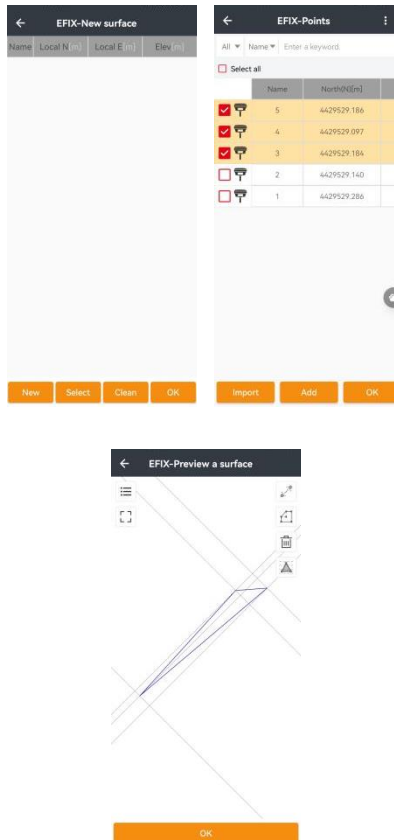 EFIX-New surface
Name Local N(m) Local E(m) Elev(m)
New Select Clean OK
EFIX-Points
All Name Enter a keyword.
Select all
Name North(N)[m]
5 4429529.186
4 4429529.097
3 4429529.184
2 4429529.140
1 4429529.286
Import Add OK
EFIX-Preview a surface
OK